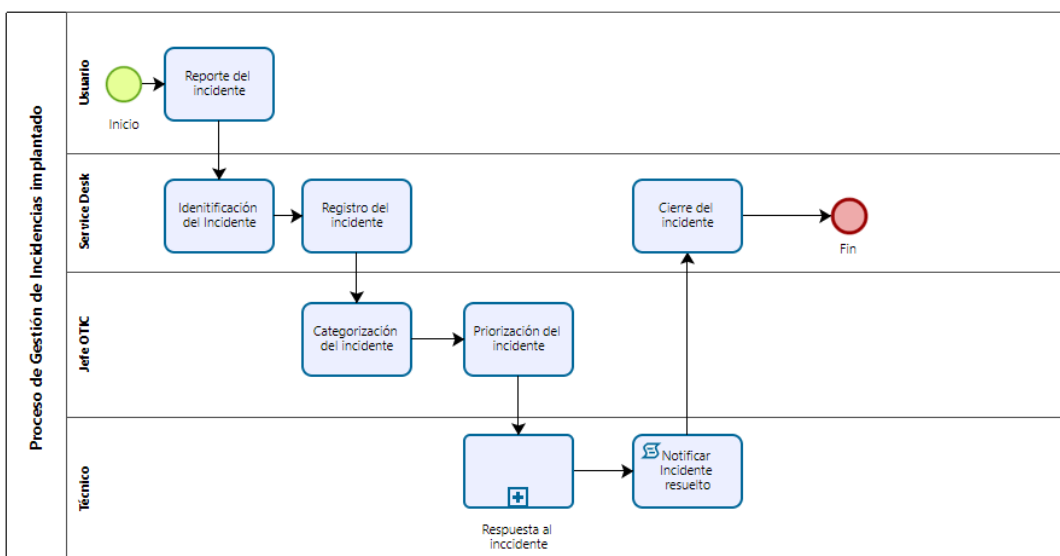 Proceso de Gestión de Incidencias implantado
Usuario
Inicio
Reporte del
incidente
Service Desk
Idenitificación
del Incidente
Registro del
incidente
Cierre del
incidente
Fin
Jefe OTIC
Categorización
del incidente
Priorización del
incidente
Técnico
Respuesta al
inccidente
Notificar
Incidente
resuelto